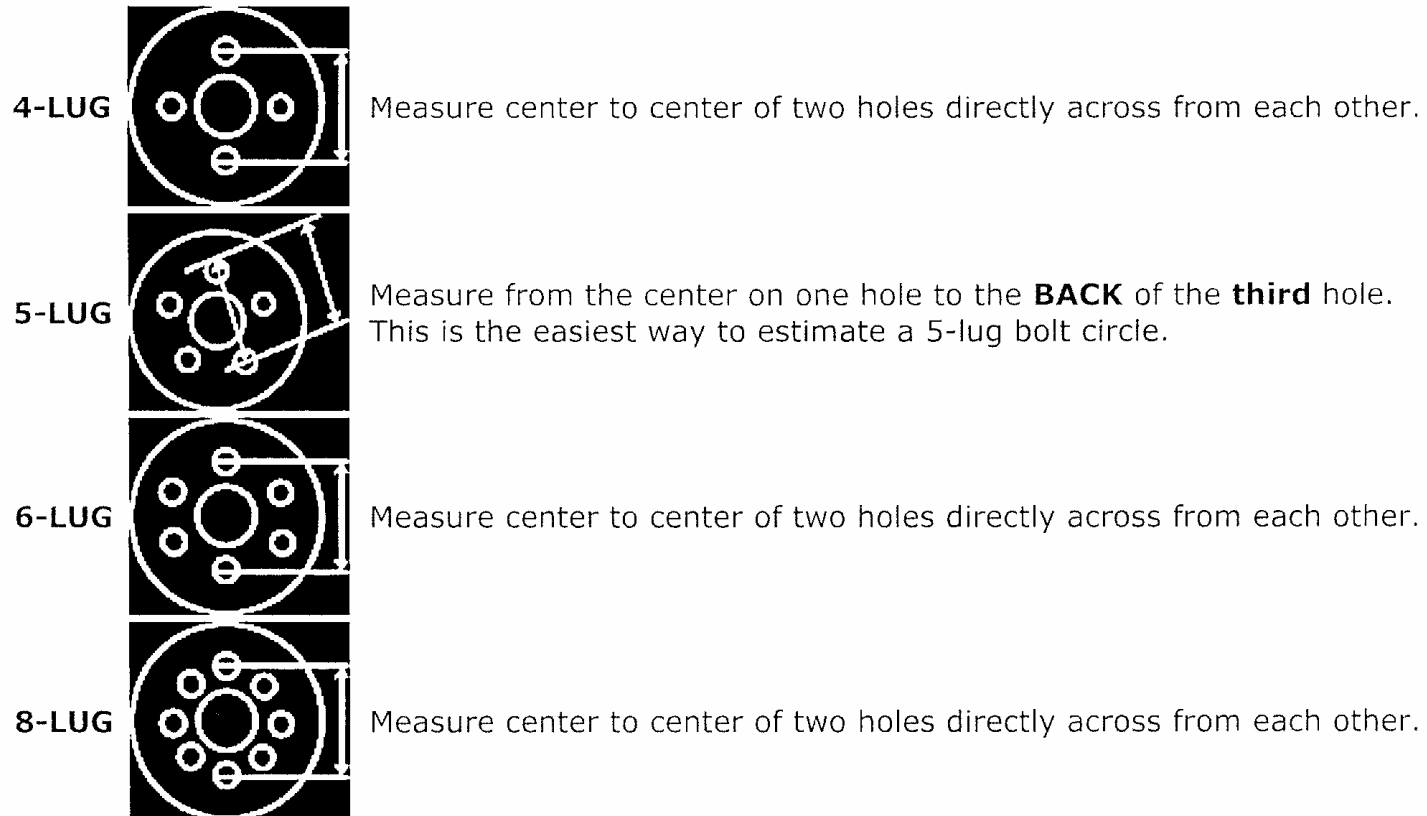 4-LUG
Measure center to center of two holes directly across from each other.
5-LUG
Measure from the center on one hole to the BACK of the third hole.
This is the easiest way to estimate a 5-lug bolt circle.
6-LUG
Measure center to center of two holes directly across from each other.
8-LUG
Measure center to center of two holes directly across from each other.